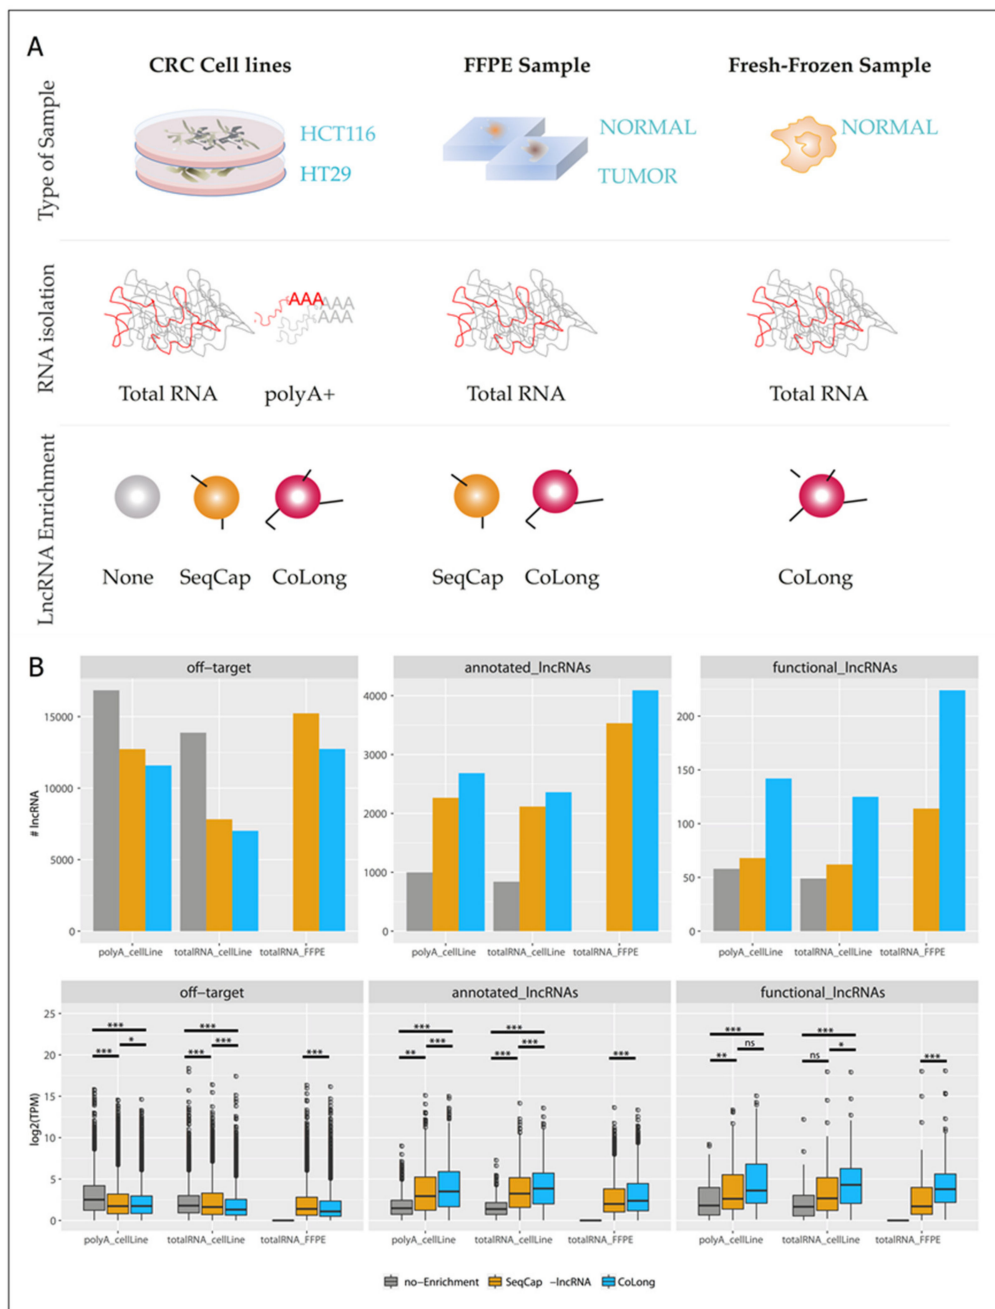 A
CRC Cell lines
FFPE Sample
Fresh-Frozen Sample
Type of Sample
HCT116
HT29
NORMAL
TUMOR
NORMAL
RNA isolation
AAAAAA
AAA
Total RNA
polyA+
Total RNA
Total RNA
LncRNA Enrichment
None
SeqCap
CoLong
SeqCap
CoLong
CoLong
B
off-target
annotated_lncRNAs
functional_lncRNAs
# lncRNA
15000
10000
5000
0
4000
3000
2000
1000
0
200
150
100
50
0
polyA_cellLine
totalRNA_cellLine
totalRNA_FFPE
polyA_cellLine
totalRNA_cellLine
totalRNA_FFPE
polyA_cellLine
totalRNA_cellLine
totalRNA_FFPE
off-target
annotated_lncRNAs
functional_lncRNAs
log2(TPM)
25
20
15
10
5
0
*** *** * *** *** *** ***
*** ** *** *** *** *** ***
*** ** ns *** ns * ***
polyA_cellLine
totalRNA_cellLine
totalRNA_FFPE
polyA_cellLine
totalRNA_cellLine
totalRNA_FFPE
polyA_cellLine
totalRNA_cellLine
totalRNA_FFPE
no-Enrichment
SeqCap
-lncRNA
CoLong